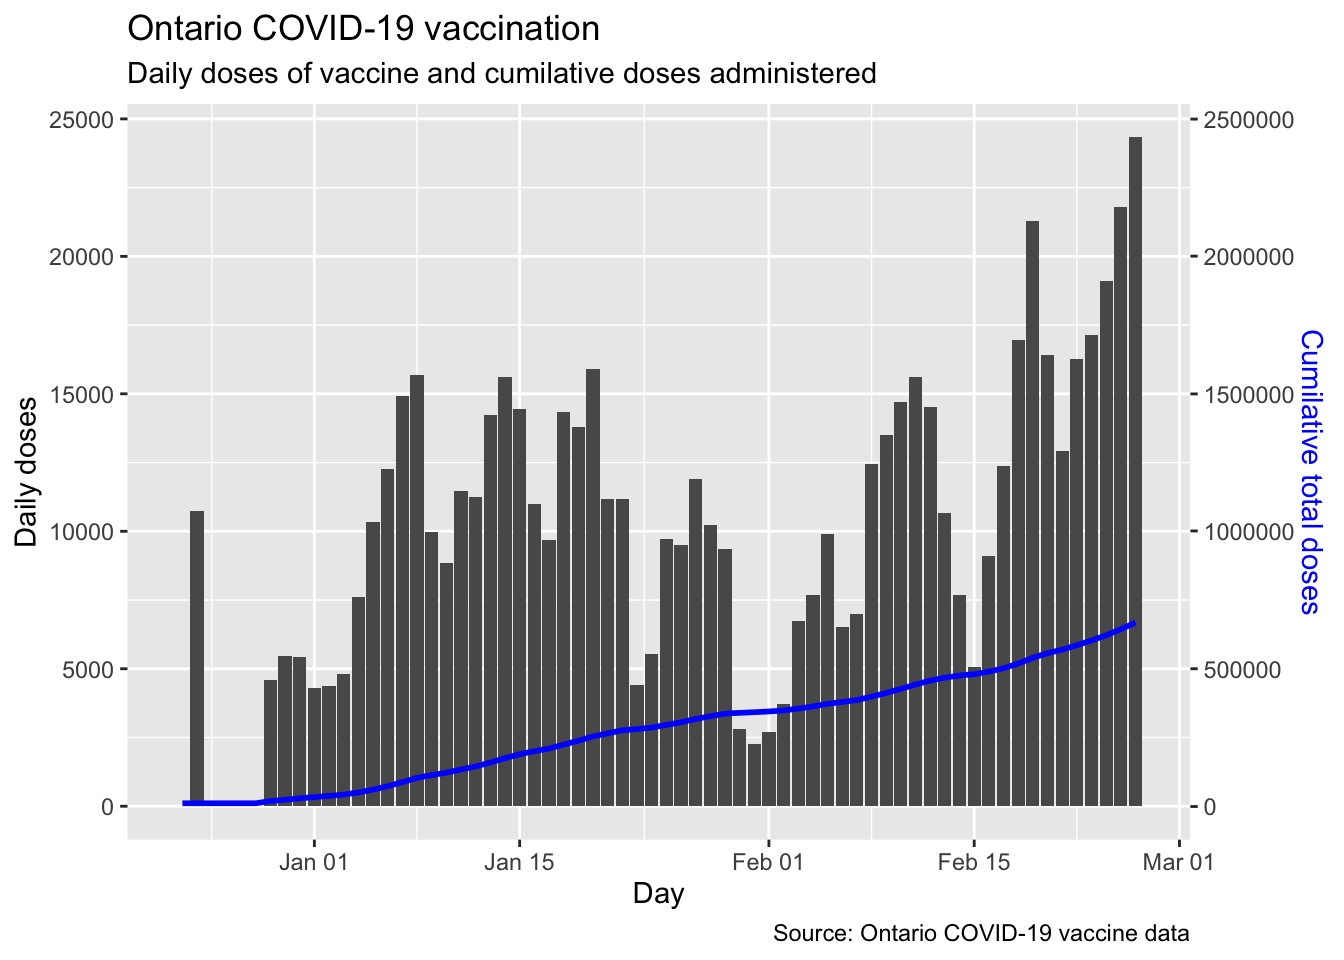 Ontario COVID-19 vaccination
Daily doses of vaccine and cumilative doses administered
25000
20000
15000
10000
5000
0
Daily doses
2500000
2000000
1500000
1000000
500000
0
Cumilative total doses
Jan 01
Jan 15
Feb 01
Feb 15
Mar 01
Day
Source: Ontario COVID-19 vaccine data